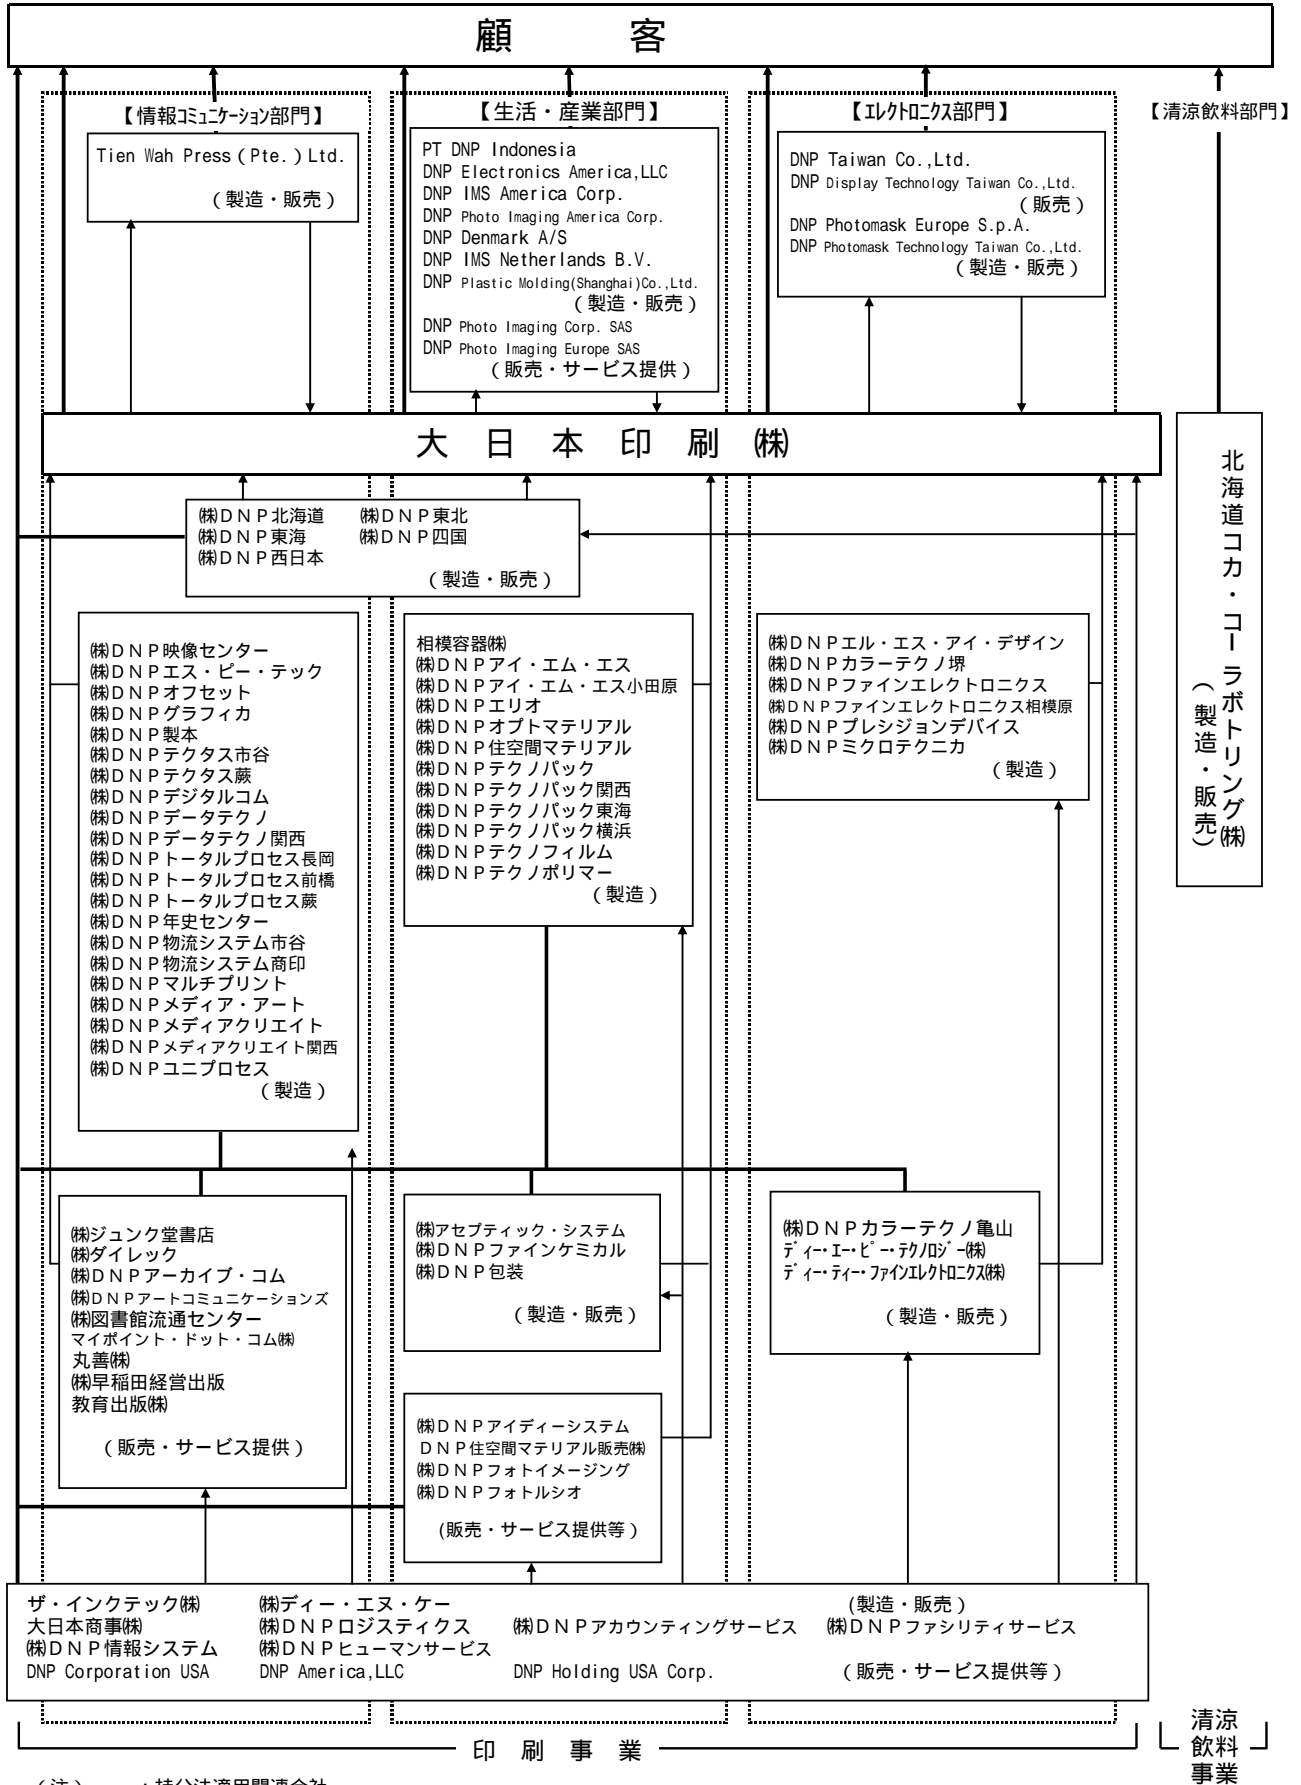 顧客
【情報コミュニケーション部門】
Tien Wah Press（Pte.）Ltd.
（製造・販売）
【生活・産業部門】
PT DNP Indonesia
DNP Electronics America,LLC
DNP IMS America Corp.
DNP Photo Imaging America Corp.
DNP Denmark A/S
DNP IMS Netherlands B.V.
DNP Plastic Molding(Shanghai)Co.,Ltd.
（製造・販売）
DNP Photo Imaging Corp. SAS
DNP Photo Imaging Europe SAS
（販売・サービス提供）
【エレクトロニクス部門】
DNP Taiwan Co.,Ltd.
DNP Display Technology Taiwan Co.,Ltd.
（販売）
DNP Photomask Europe S.p.A.
DNP Photomask Technology Taiwan Co.,Ltd.
（製造・販売）
【清涼飲料部門】
大日本印刷㈱
北海道コカ・コーラボトリング㈱
（製造・販売）
㈱ＤＮＰ北海道 ㈱ＤＮＰ東北
㈱ＤＮＰ東海 ㈱ＤＮＰ四国
㈱ＤＮＰ西日本
（製造・販売）
㈱ＤＮＰ映像センター
㈱ＤＮＰエス・ピー・テック
㈱ＤＮＰオフセット
㈱ＤＮＰグラフィカ
㈱ＤＮＰ製本
㈱ＤＮＰテクタス市谷
㈱ＤＮＰテクタス蕨
㈱ＤＮＰデジタルコム
㈱ＤＮＰデータテクノ
㈱ＤＮＰデータテクノ関西
㈱ＤＮＰトータルプロセス長岡
㈱ＤＮＰトータルプロセス前橋
㈱ＤＮＰトータルプロセス蕨
㈱ＤＮＰ年史センター
㈱ＤＮＰ物流システム市谷
㈱ＤＮＰ物流システム商印
㈱ＤＮＰマルチプリント
㈱ＤＮＰメディア・アート
㈱ＤＮＰメディアクリエイト
㈱ＤＮＰメディアクリエイト関西
㈱ＤＮＰユニプロセス
（製造）
相模容器㈱
㈱ＤＮＰアイ・エム・エス
㈱ＤＮＰアイ・エム・エス小田原
㈱ＤＮＰエリオ
㈱ＤＮＰオプトマテリアル
㈱ＤＮＰ住空間マテリアル
㈱ＤＮＰテクノパック
㈱ＤＮＰテクノパック関西
㈱ＤＮＰテクノパック東海
㈱ＤＮＰテクノパック横浜
㈱ＤＮＰテクノフィルム
㈱ＤＮＰテクノポリマー
（製造）
㈱ＤＮＰエル・エス・アイ・デザイン
㈱ＤＮＰカラーテクノ堺
㈱ＤＮＰファインエレクトロニクス
㈱ＤＮＰファインエレクトロニクス相模原
㈱ＤＮＰプレシジョンデバイス
㈱ＤＮＰミクロテクニカ
（製造）
㈱ジュンク堂書店
㈱ダイレック
㈱ＤＮＰアーカイブ・コム
㈱ＤＮＰアートコミュニケーションズ
㈱図書館流通センター
マイポイント・ドット・コム㈱
丸善㈱
㈱早稲田経営出版
教育出版㈱
（販売・サービス提供）
㈱アセプティック・システム
㈱ＤＮＰファインケミカル
㈱ＤＮＰ包装
（製造・販売）
㈱ＤＮＰカラーテクノ亀山
ディー・エー・ピー・テクノロジー㈱
ディー・ティー・ファインエレクトロニクス㈱
（製造・販売）
㈱ＤＮＰアイディーシステム
ＤＮＰ住空間マテリアル販売㈱
㈱ＤＮＰフォトイメージング
㈱ＤＮＰフォトルシオ
(販売・サービス提供等）
ザ・インクテック㈱ ㈱ディー・エヌ・ケー (製造・販売）
大日本商事㈱ ㈱ＤＮＰロジスティクス ㈱ＤＮＰアカウンティングサービス ㈱ＤＮＰファシリティサービス
㈱ＤＮＰ情報システム ㈱ＤＮＰヒューマンサービス
DNP Corporation USA DNP America,LLC DNP Holding USA Corp. （販売・サービス提供等）
印刷事業
清涼
飲料
事業
（注） ：持分法適用関連会社